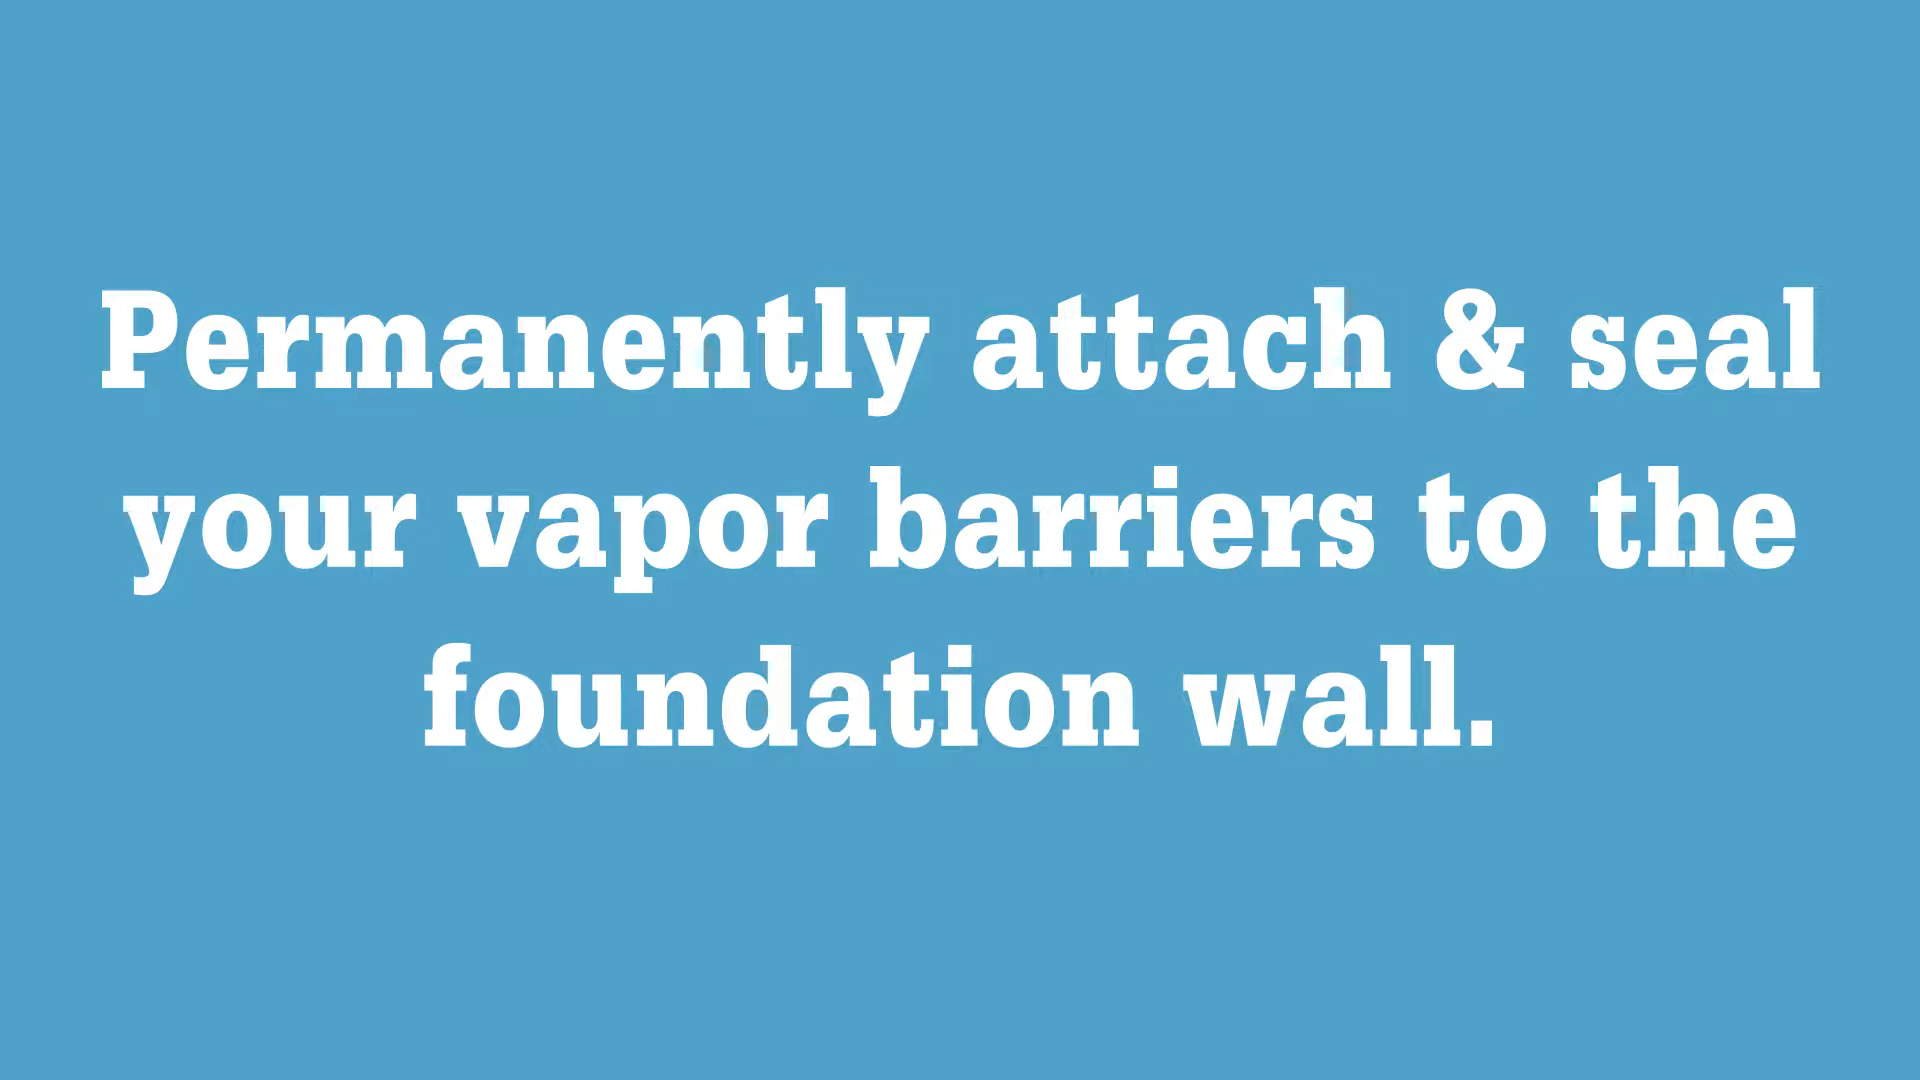 Permanently attach & seal
your vapor barriers to the
foundation wall.